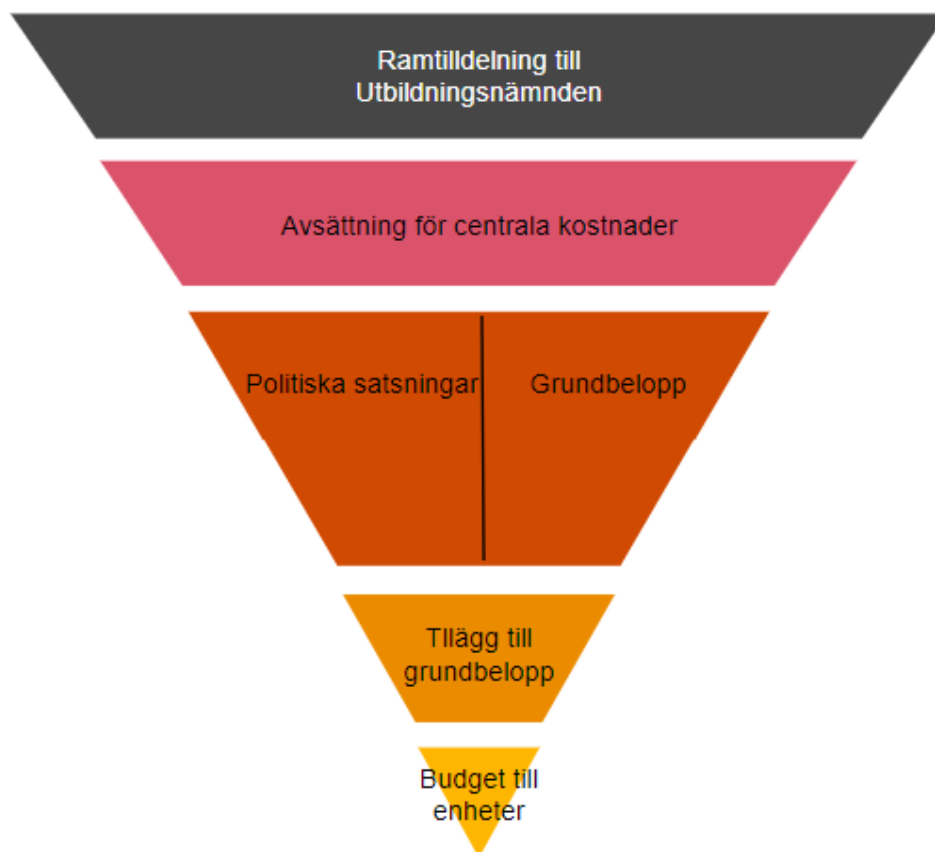 Ramtilldelning till
Utbildningsnämnden
Avsättning för centrala kostnader
Politiska satsningar
Grundbelopp
Tllägg till
grundbelopp
Budget till
enheter